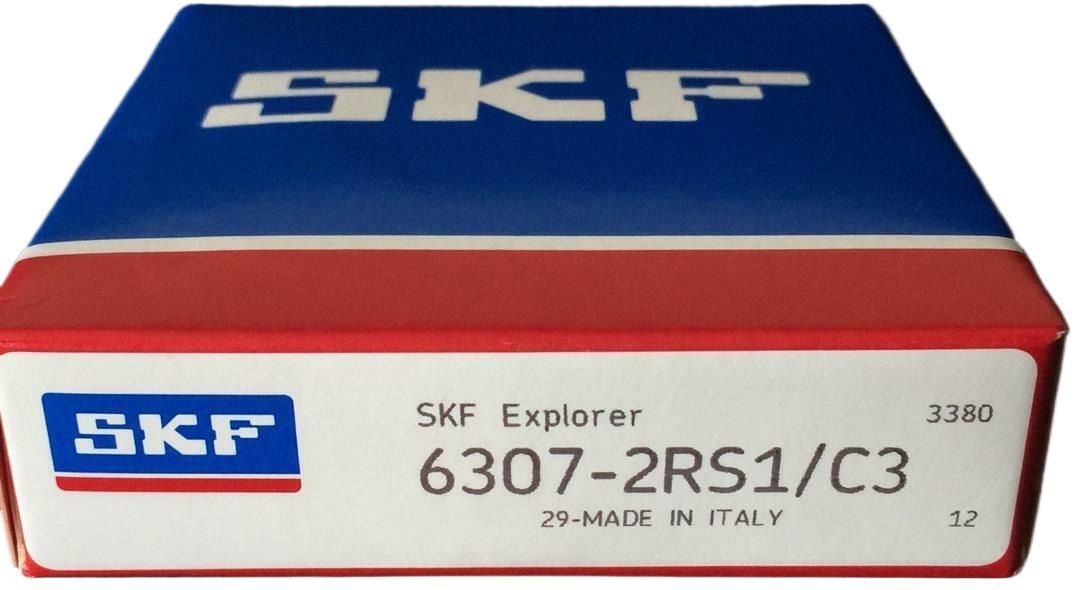 SKF
SKF
SKF Explorer
3380
6307-2RS1/C3
29-MADE IN ITALY
12